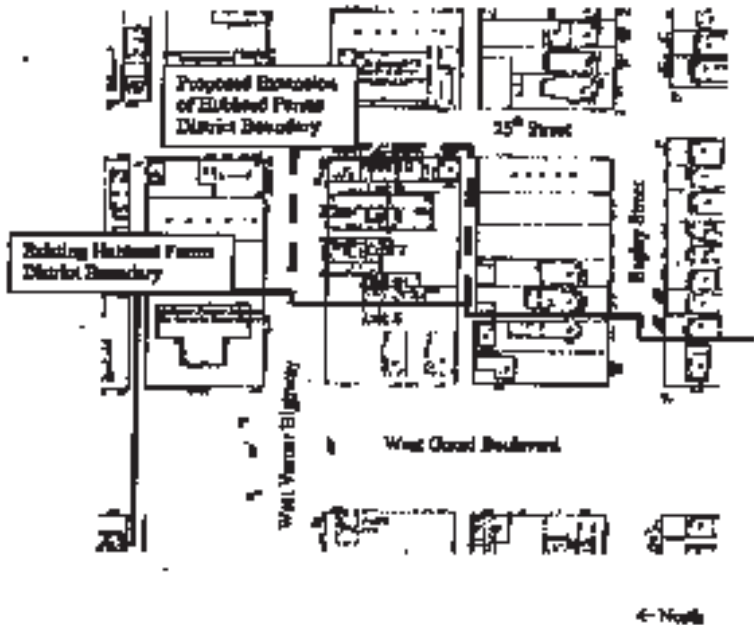 Proposed Expansion
of Hubbard Farms
District Boundary
25th Street
Existing Hubbard Farms
District Boundary
Bagley Street
West Vernor Highway
West Grand Boulevard
← North